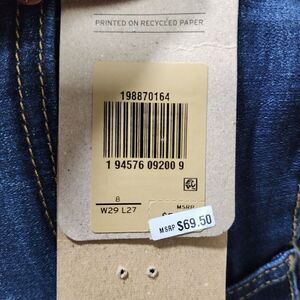 PRINTED ON RECYCLED PAPER
198870164
1 94576 09200 9
8
W29 L27
MSRP
MSRP $69.50